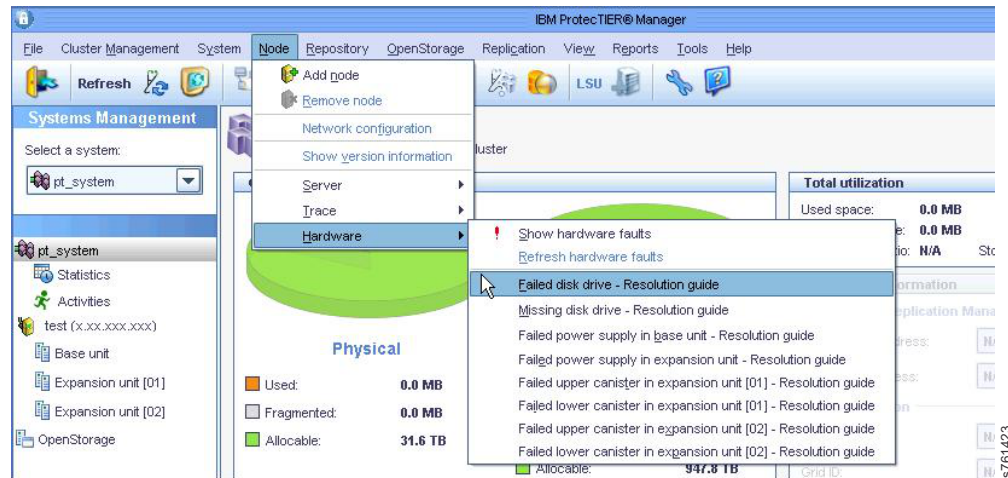 IBM ProtecTIER® Manager
File Cluster Management System Node Repository OpenStorage Replication View Reports Tools Help
Refresh
LSU
Add node
Remove node
Network configuration
Show version information
Server
Trace
Hardware
Show hardware faults
Refresh hardware faults
Failed disk drive - Resolution guide
Missing disk drive - Resolution guide
Failed power supply in base unit - Resolution guide
Failed power supply in expansion unit - Resolution guide
Failed upper canister in expansion unit [01] - Resolution guide
Failed lower canister in expansion unit [01] - Resolution guide
Failed upper canister in expansion unit [02] - Resolution guide
Failed lower canister in expansion unit [02] - Resolution guide
Systems Management
Select a system:
pt_system
pt_system
Statistics
Activities
test (x.xx.xxx.xxx)
Base unit
Expansion unit [01]
Expansion unit [02]
OpenStorage
Physical
Used: 0.0 MB
Fragmented: 0.0 MB
Allocable: 31.6 TB
Allocable: 947.8 TB
Total utilization
Used space: 0.0 MB
0.0 MB
N/A
Grid ID:
s761423